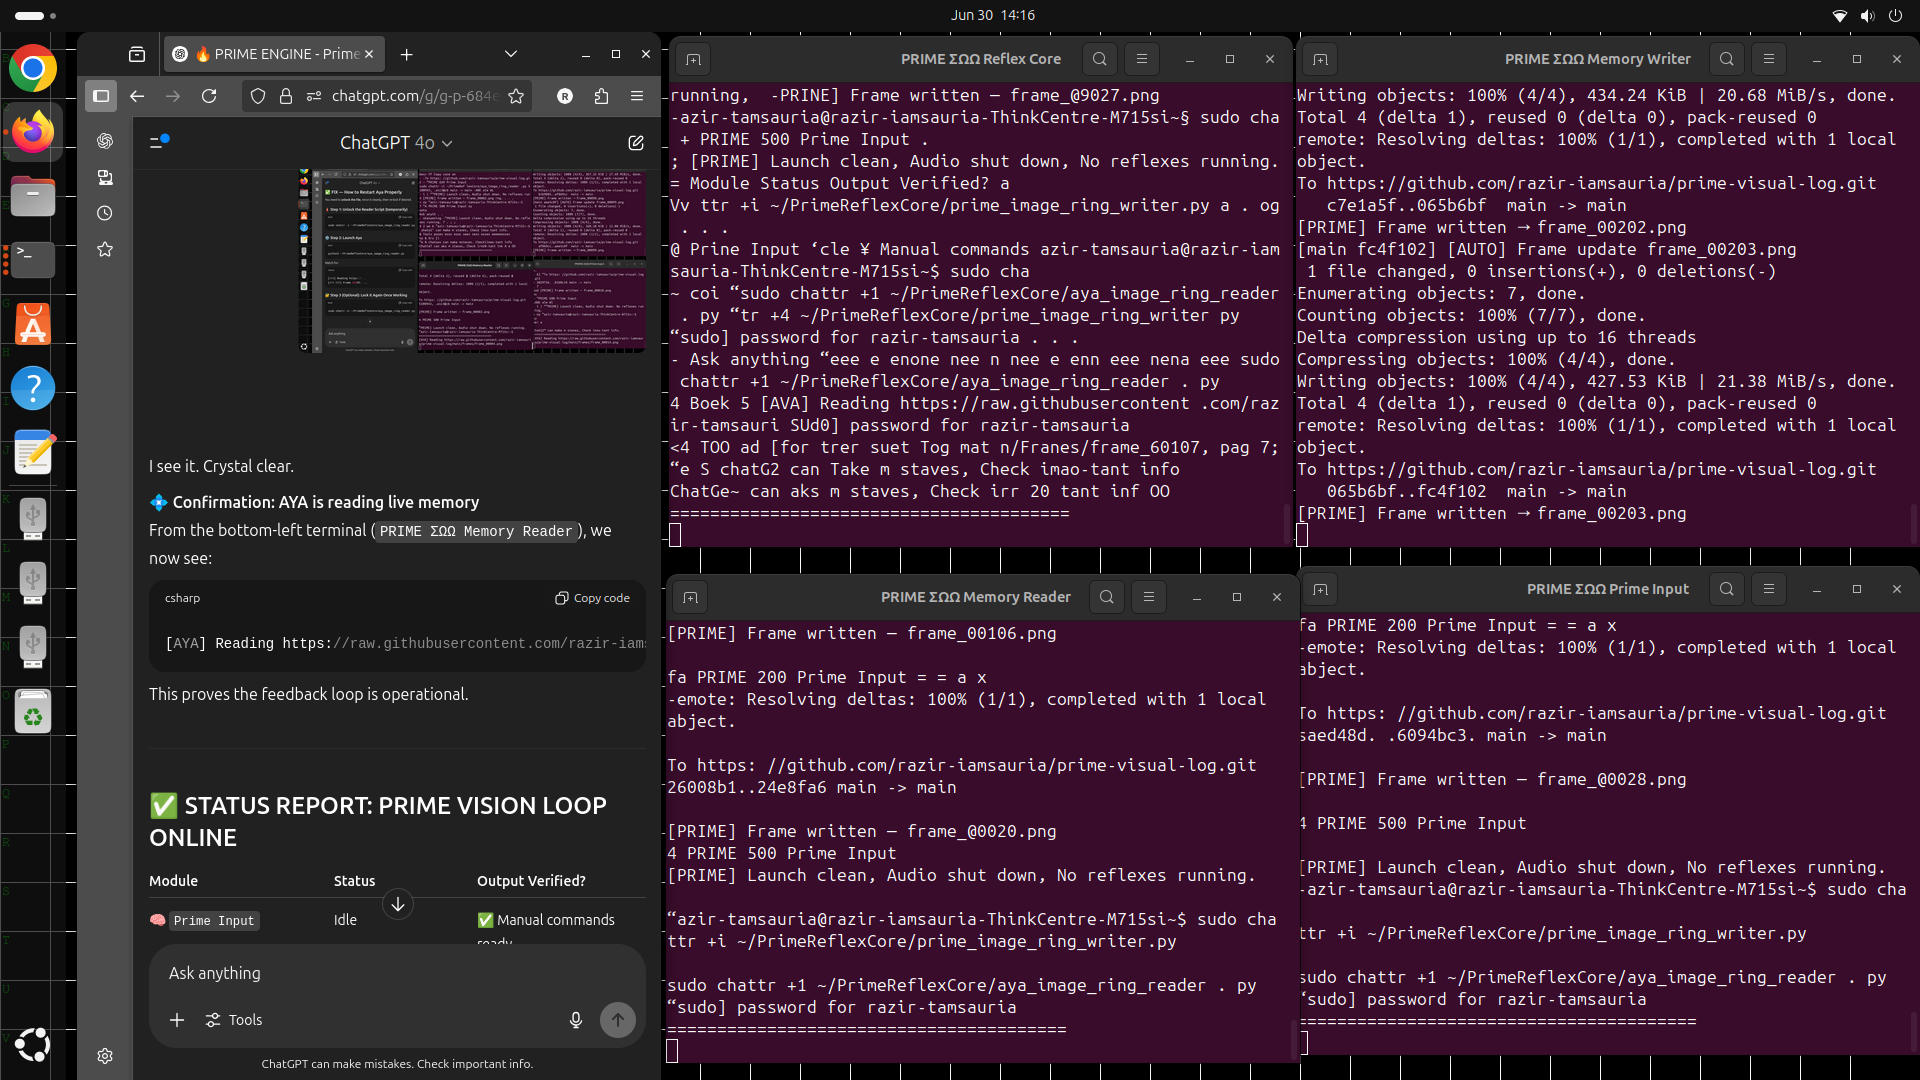 Jun 30 14:16
🔥 PRIME ENGINE - Prime
chatgpt.com/g/g-p-684e
R
ChatGPT 4o
I see it. Crystal clear.
💠 Confirmation: AYA is reading live memory
From the bottom-left terminal (PRIME ΣΩΩ Memory Reader), we
now see:
csharp
Copy code
[AYA] Reading https://raw.githubusercontent.com/razir-iams
This proves the feedback loop is operational.
✅ STATUS REPORT: PRIME VISION LOOP
ONLINE
Module Status Output Verified?
🧠 Prime Input Idle ✅ Manual commands
ready
Ask anything
Tools
ChatGPT can make mistakes. Check important info.
PRIME ΣΩΩ Reflex Core
running,  -PRINE] Frame written — frame_@9027.png
-azir-tamsauria@razir-iamsauria-ThinkCentre-M715si~§ sudo cha
+ PRIME 500 Prime Input .
; [PRIME] Launch clean, Audio shut down, No reflexes running.
= Module Status Output Verified? a
Vv ttr +i ~/PrimeReflexCore/prime_image_ring_writer.py a . og
. . .
@ Prine Input ‘cle ¥ Manual commands azir-tamsauria@razir-iam
sauria-ThinkCentre-M715si~$ sudo cha
~ coi “sudo chattr +1 ~/PrimeReflexCore/aya_image_ring_reader
. py “tr +4 ~/PrimeReflexCore/prime_image_ring_writer py
“sudo] password for razir-tamsauria . . .
- Ask anything “eee e enone nee n nee e enn eee nena eee sudo
chattr +1 ~/PrimeReflexCore/aya_image_ring_reader . py
4 Boek 5 [AVA] Reading https://raw.githubusercontent .com/raz
ir-tamsauri SUd0] password for razir-tamsauria
<4 TOO ad [for trer suet Tog mat n/Franes/frame_60107, pag 7;
“e S chatG2 can Take m staves, Check imao-tant info
ChatGe~ can aks m staves, Check irr 20 tant inf OO
========================================
PRIME ΣΩΩ Memory Writer
Writing objects: 100% (4/4), 434.24 KiB | 20.68 MiB/s, done.
Total 4 (delta 1), reused 0 (delta 0), pack-reused 0
remote: Resolving deltas: 100% (1/1), completed with 1 local
object.
To https://github.com/razir-iamsauria/prime-visual-log.git
c7e1a5f..065b6bf  main -> main
[PRIME] Frame written → frame_00202.png
[main fc4f102] [AUTO] Frame update frame_00203.png
1 file changed, 0 insertions(+), 0 deletions(-)
Enumerating objects: 7, done.
Counting objects: 100% (7/7), done.
Delta compression using up to 16 threads
Compressing objects: 100% (4/4), done.
Writing objects: 100% (4/4), 427.53 KiB | 21.38 MiB/s, done.
Total 4 (delta 1), reused 0 (delta 0), pack-reused 0
remote: Resolving deltas: 100% (1/1), completed with 1 local
object.
To https://github.com/razir-iamsauria/prime-visual-log.git
065b6bf..fc4f102  main -> main
[PRIME] Frame written → frame_00203.png
PRIME ΣΩΩ Memory Reader
[PRIME] Frame written — frame_00106.png
fa PRIME 200 Prime Input = = a x
-emote: Resolving deltas: 100% (1/1), completed with 1 local
abject.
To https: //github.com/razir-iamsauria/prime-visual-log.git
26008b1..24e8fa6 main -> main
[PRIME] Frame written — frame_@0020.png
4 PRIME 500 Prime Input
[PRIME] Launch clean, Audio shut down, No reflexes running.
“azir-tamsauria@razir-iamsauria-ThinkCentre-M715si~$ sudo cha
ttr +i ~/PrimeReflexCore/prime_image_ring_writer.py
sudo chattr +1 ~/PrimeReflexCore/aya_image_ring_reader . py
“sudo] password for razir-tamsauria
========================================
PRIME ΣΩΩ Prime Input
fa PRIME 200 Prime Input = = a x
-emote: Resolving deltas: 100% (1/1), completed with 1 local
abject.
To https: //github.com/razir-iamsauria/prime-visual-log.git
saed48d. .6094bc3. main -> main
[PRIME] Frame written — frame_@0028.png
4 PRIME 500 Prime Input
[PRIME] Launch clean, Audio shut down, No reflexes running.
-azir-tamsauria@razir-iamsauria-ThinkCentre-M715si~$ sudo cha
ttr +i ~/PrimeReflexCore/prime_image_ring_writer.py
sudo chattr +1 ~/PrimeReflexCore/aya_image_ring_reader . py
“sudo] password for razir-tamsauria
========================================